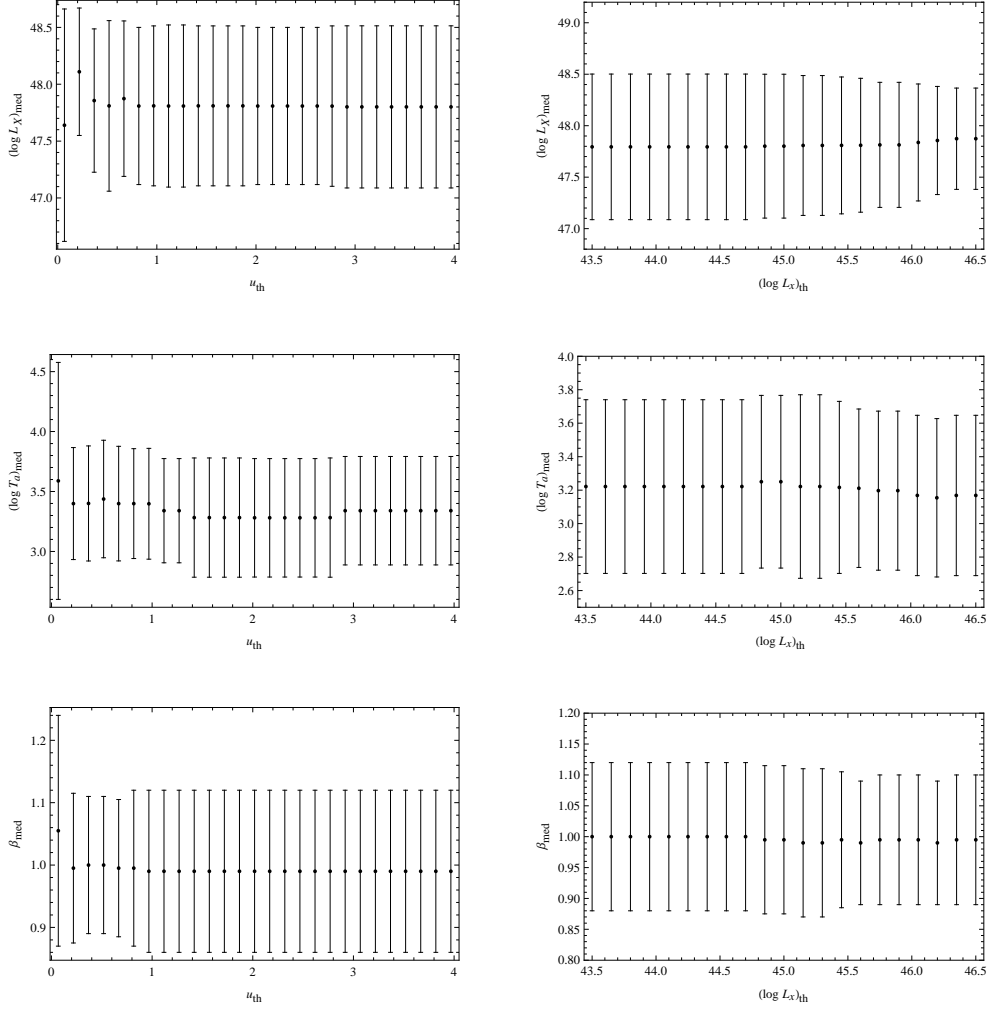 48.5
48.0
47.5
47.0
(log L_X)_med
0 1 2 3 4
u_th
49.0
48.5
48.0
47.5
47.0
(log L_X)_med
43.5 44.0 44.5 45.0 45.5 46.0 46.5
(log L_x)_th
4.5
4.0
3.5
3.0
(log T_a)_med
0 1 2 3 4
u_th
4.0
3.8
3.6
3.4
3.2
3.0
2.8
2.6
(log T_a)_med
43.5 44.0 44.5 45.0 45.5 46.0 46.5
(log L_x)_th
1.2
1.1
1.0
0.9
β_med
0 1 2 3 4
u_th
1.20
1.15
1.10
1.05
1.00
0.95
0.90
0.85
0.80
β_med
43.5 44.0 44.5 45.0 45.5 46.0 46.5
(log L_x)_th